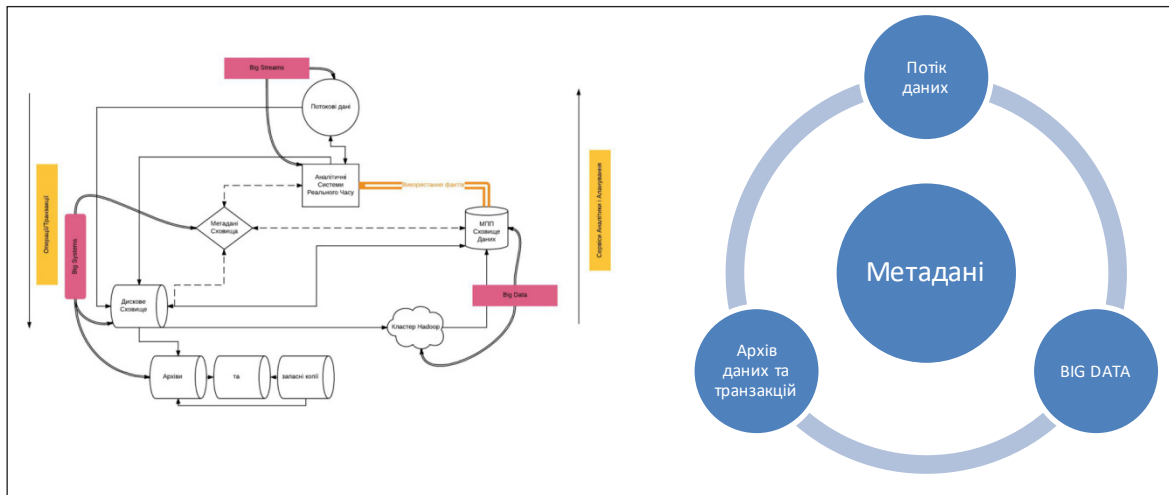 Big Streams
Потокові дані
Аналітичні
Системи
Реального Часу
Використання фактів
Метадані
Сховища
МПП
Сховище
Даних
Операції/Транзакції
Big Systems
Дискове
Сховище
Кластер Hadoop
Big Data
Сервіси Аналітики і Планування
Архіви
та
запасні копії
Потік
даних
Метадані
Архів
даних та
транзакцій
BIG DATA